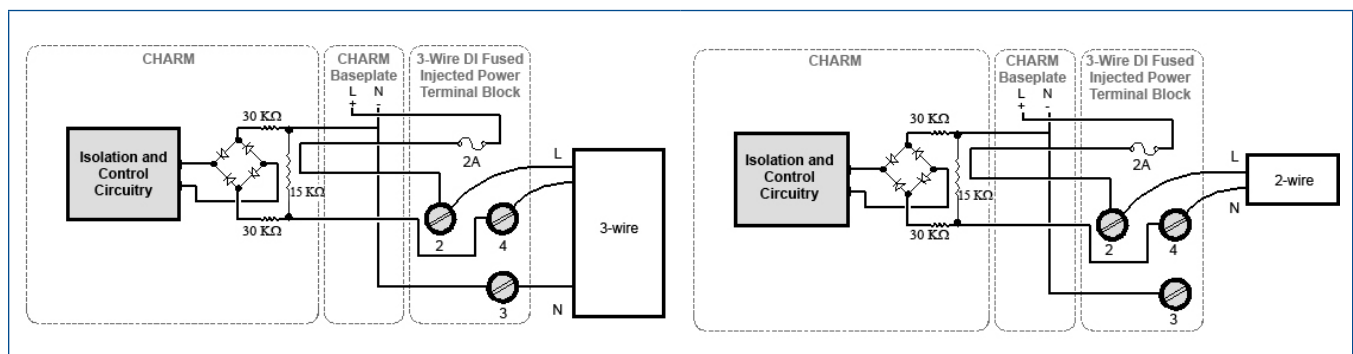 CHARM
CHARM
Baseplate
L N
+ -
3-Wire DI Fused
Injected Power
Terminal Block
30 KΩ
Isolation and
Control
Circuitry
15 KΩ
30 KΩ
2A
L
2
4
3-wire
3
N
CHARM
CHARM
Baseplate
L N
+ -
3-Wire DI Fused
Injected Power
Terminal Block
30 KΩ
Isolation and
Control
Circuitry
15 KΩ
30 KΩ
2A
L
2-wire
N
2
4
3